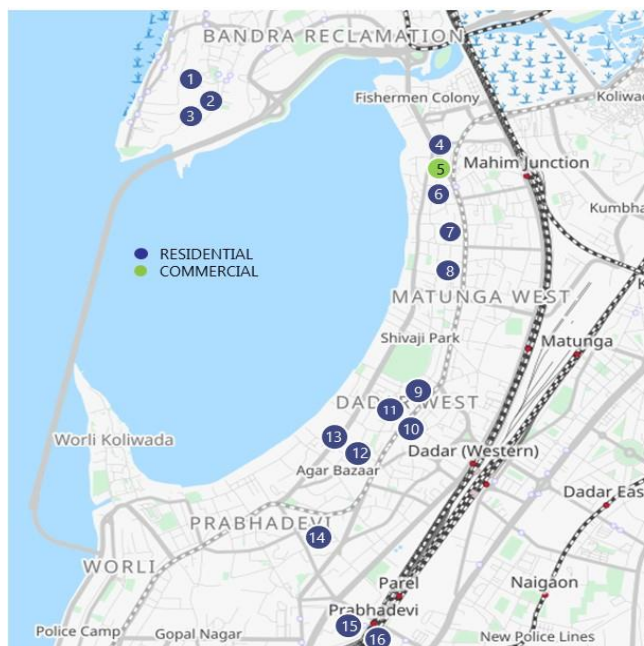 BANDRA RECLAMATION
1
2
3
Fishermen Colony
Koliwad
4
5
Mahim Junction
6
Kumbha
7
RESIDENTIAL
COMMERCIAL
8
K
MATUNGA WEST
Shivaji Park
Matunga
9
DADAR WEST
11
10
13
12
Worli Koliwada
Agar Bazaar
Dadar (Western)
Dadar East
PRABHADEVI
14
WORLI
Parel
Naigaon
Prabhadevi
15
16
Police Camp
Gopal Nagar
New Police Lines